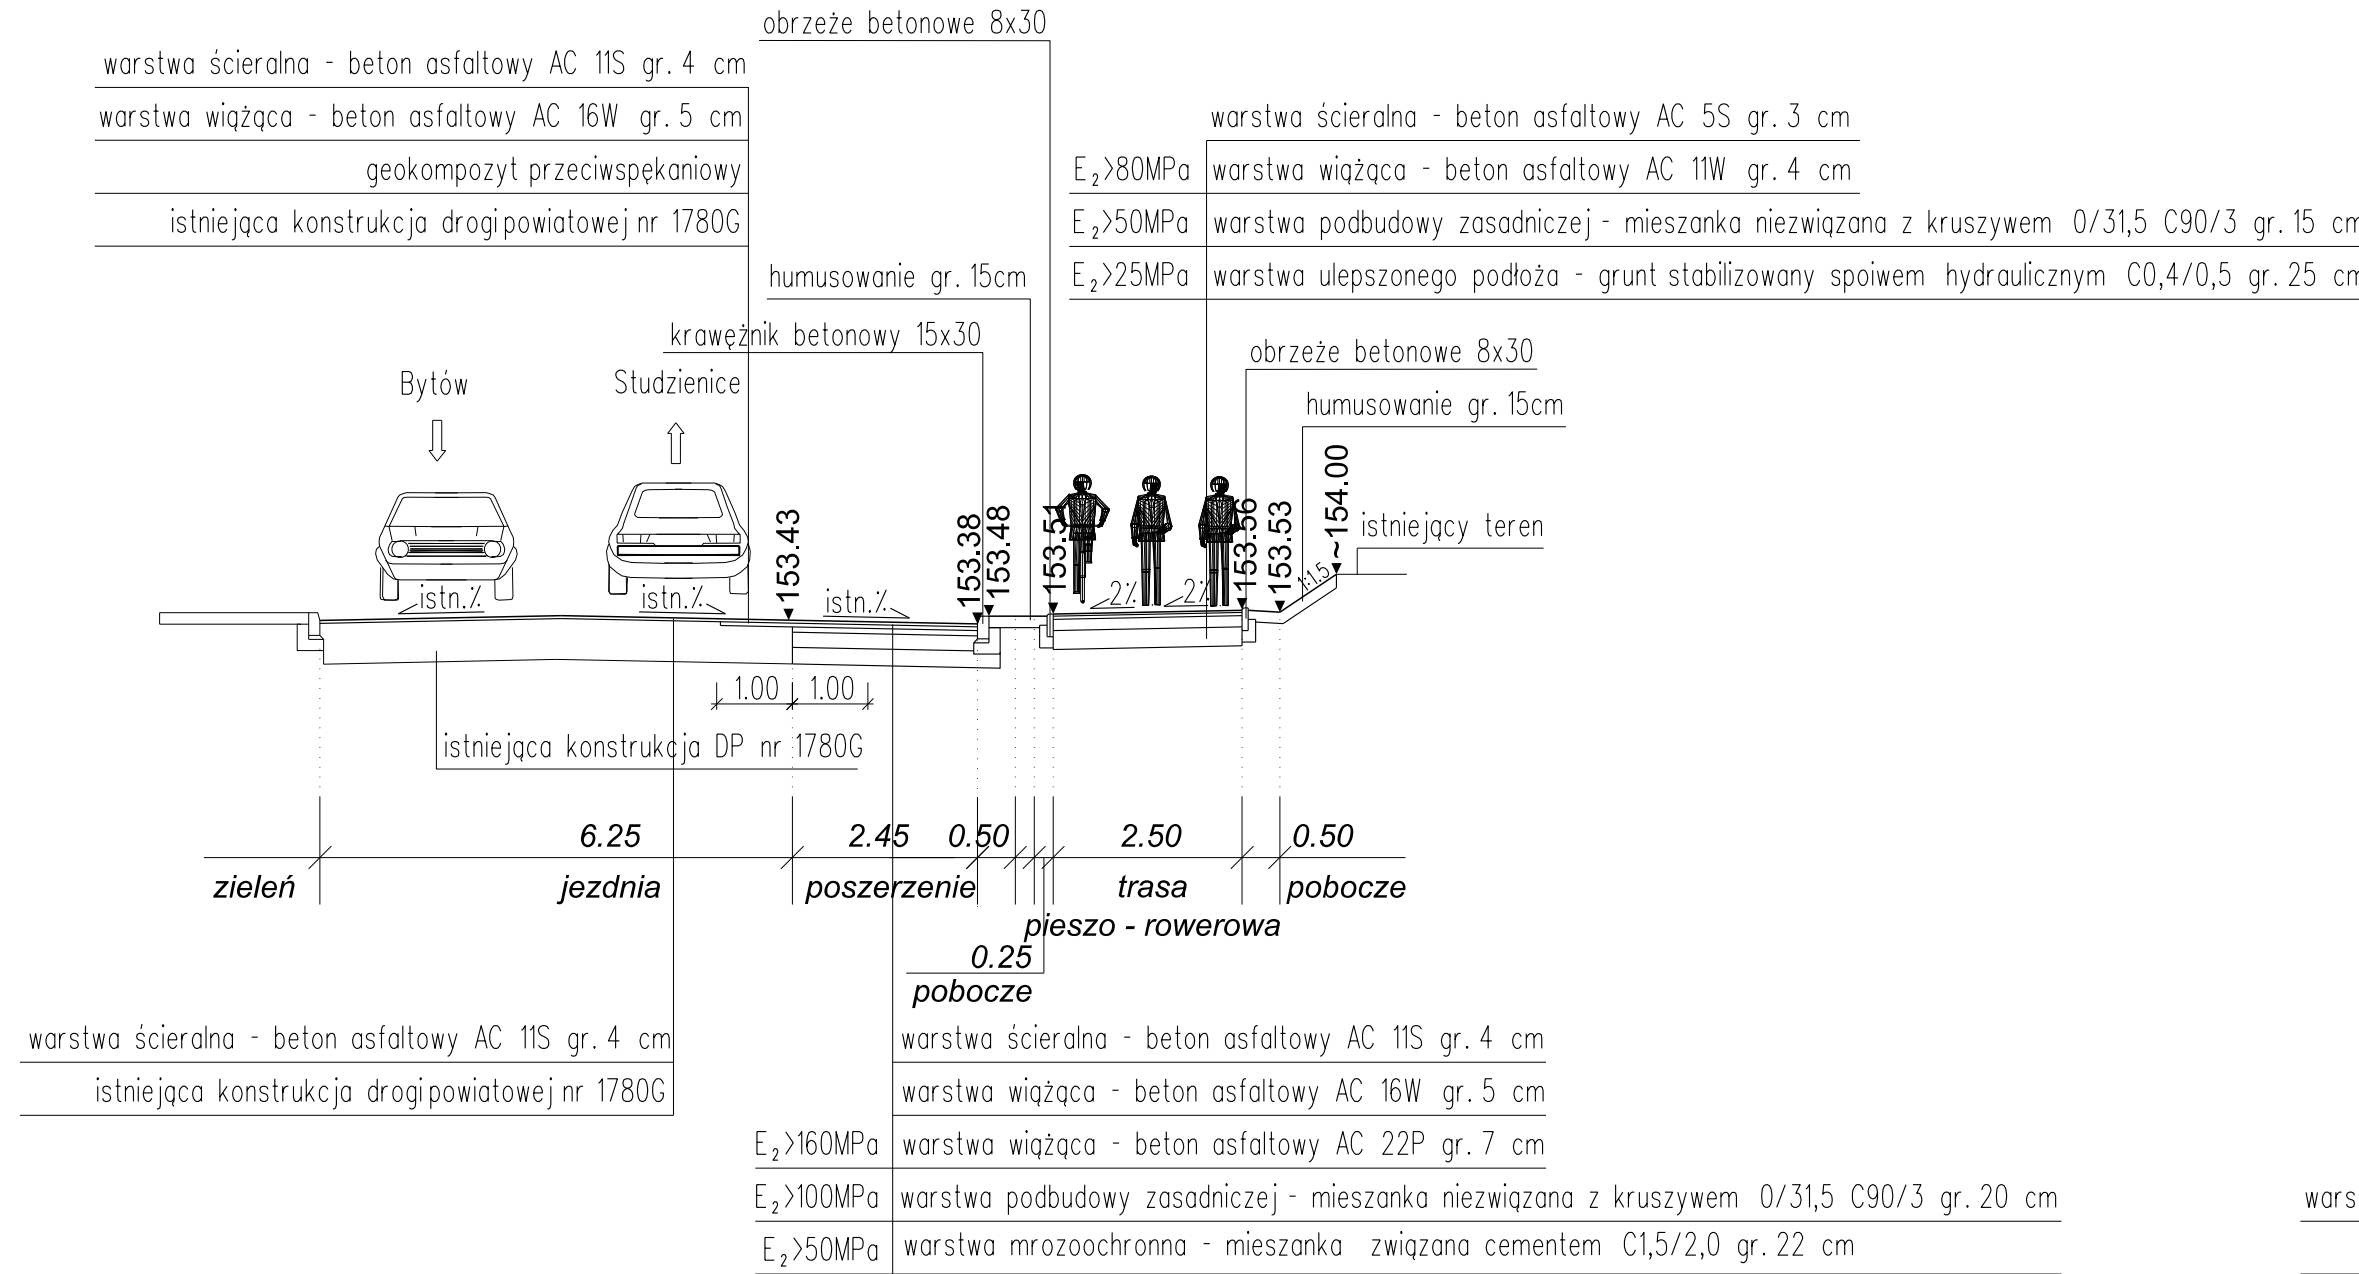 obrzeże betonowe 8x30
warstwa ścieralna - beton asfaltowy AC 11S gr. 4 cm
warstwa wiążąca - beton asfaltowy AC 16W gr. 5 cm
geokompozyt przeciwspękaniowy
istniejąca konstrukcja drogi powiatowej nr 1780G
warstwa ścieralna - beton asfaltowy AC 5S gr. 3 cm
E₂>80MPa warstwa wiążąca - beton asfaltowy AC 11W gr. 4 cm
E₂>50MPa warstwa podbudowy zasadniczej - mieszanka niezwiązana z kruszywem 0/31,5 C90/3 gr. 15 cm
E₂>25MPa warstwa ulepszonego podłoża - grunt stabilizowany spoiwem hydraulicznym C0,4/0,5 gr. 25 cm
humusowanie gr. 15cm
krawężnik betonowy 15x30
obrzeże betonowe 8x30
humusowanie gr. 15cm
Bytów
Studzienice
153.43
153.38
153.48
153.51
153.56
153.53
~154.00
istniejący teren
1:1.5
istn.%
istn.%
istn.%
2%
2%
1.00
1.00
istniejąca konstrukcja DP nr 1780G
6.25
2.45
0.50
2.50
0.50
zieleń
jezdnia
poszerzenie
trasa
pobocze
pieszo - rowerowa
0.25
pobocze
warstwa ścieralna - beton asfaltowy AC 11S gr. 4 cm
istniejąca konstrukcja drogi powiatowej nr 1780G
warstwa ścieralna - beton asfaltowy AC 11S gr. 4 cm
warstwa wiążąca - beton asfaltowy AC 16W gr. 5 cm
E₂>160MPa warstwa wiążąca - beton asfaltowy AC 22P gr. 7 cm
E₂>100MPa warstwa podbudowy zasadniczej - mieszanka niezwiązana z kruszywem 0/31,5 C90/3 gr. 20 cm
E₂>50MPa warstwa mrozoochronna - mieszanka związana cementem C1,5/2,0 gr. 22 cm
wars